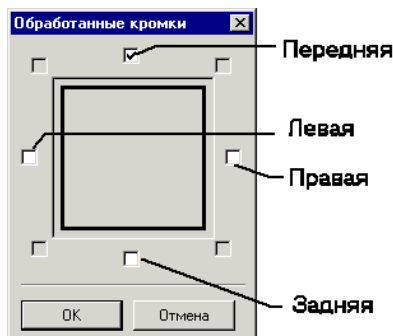 Обработанные кромки
Передняя
Левая
Правая
Задняя
OK
Отмена